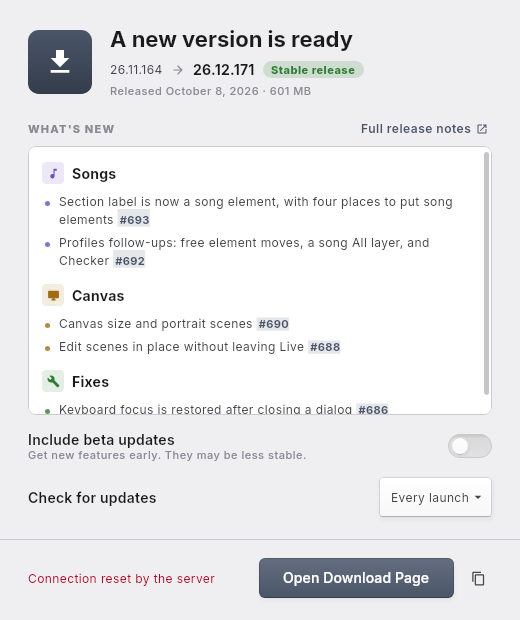 A new version is ready
26.11.164 → 26.12.171 Stable release
Released October 8, 2026 · 601 MB
WHAT'S NEW
Full release notes
Songs
Section label is now a song element, with four places to put song
elements #693
Profiles follow-ups: free element moves, a song All layer, and
Checker #692
Canvas
Canvas size and portrait scenes #690
Edit scenes in place without leaving Live #688
Fixes
Keyboard focus is restored after closing a dialog #686
Include beta updates
Get new features early. They may be less stable.
Check for updates
Every launch
Connection reset by the server
Open Download Page